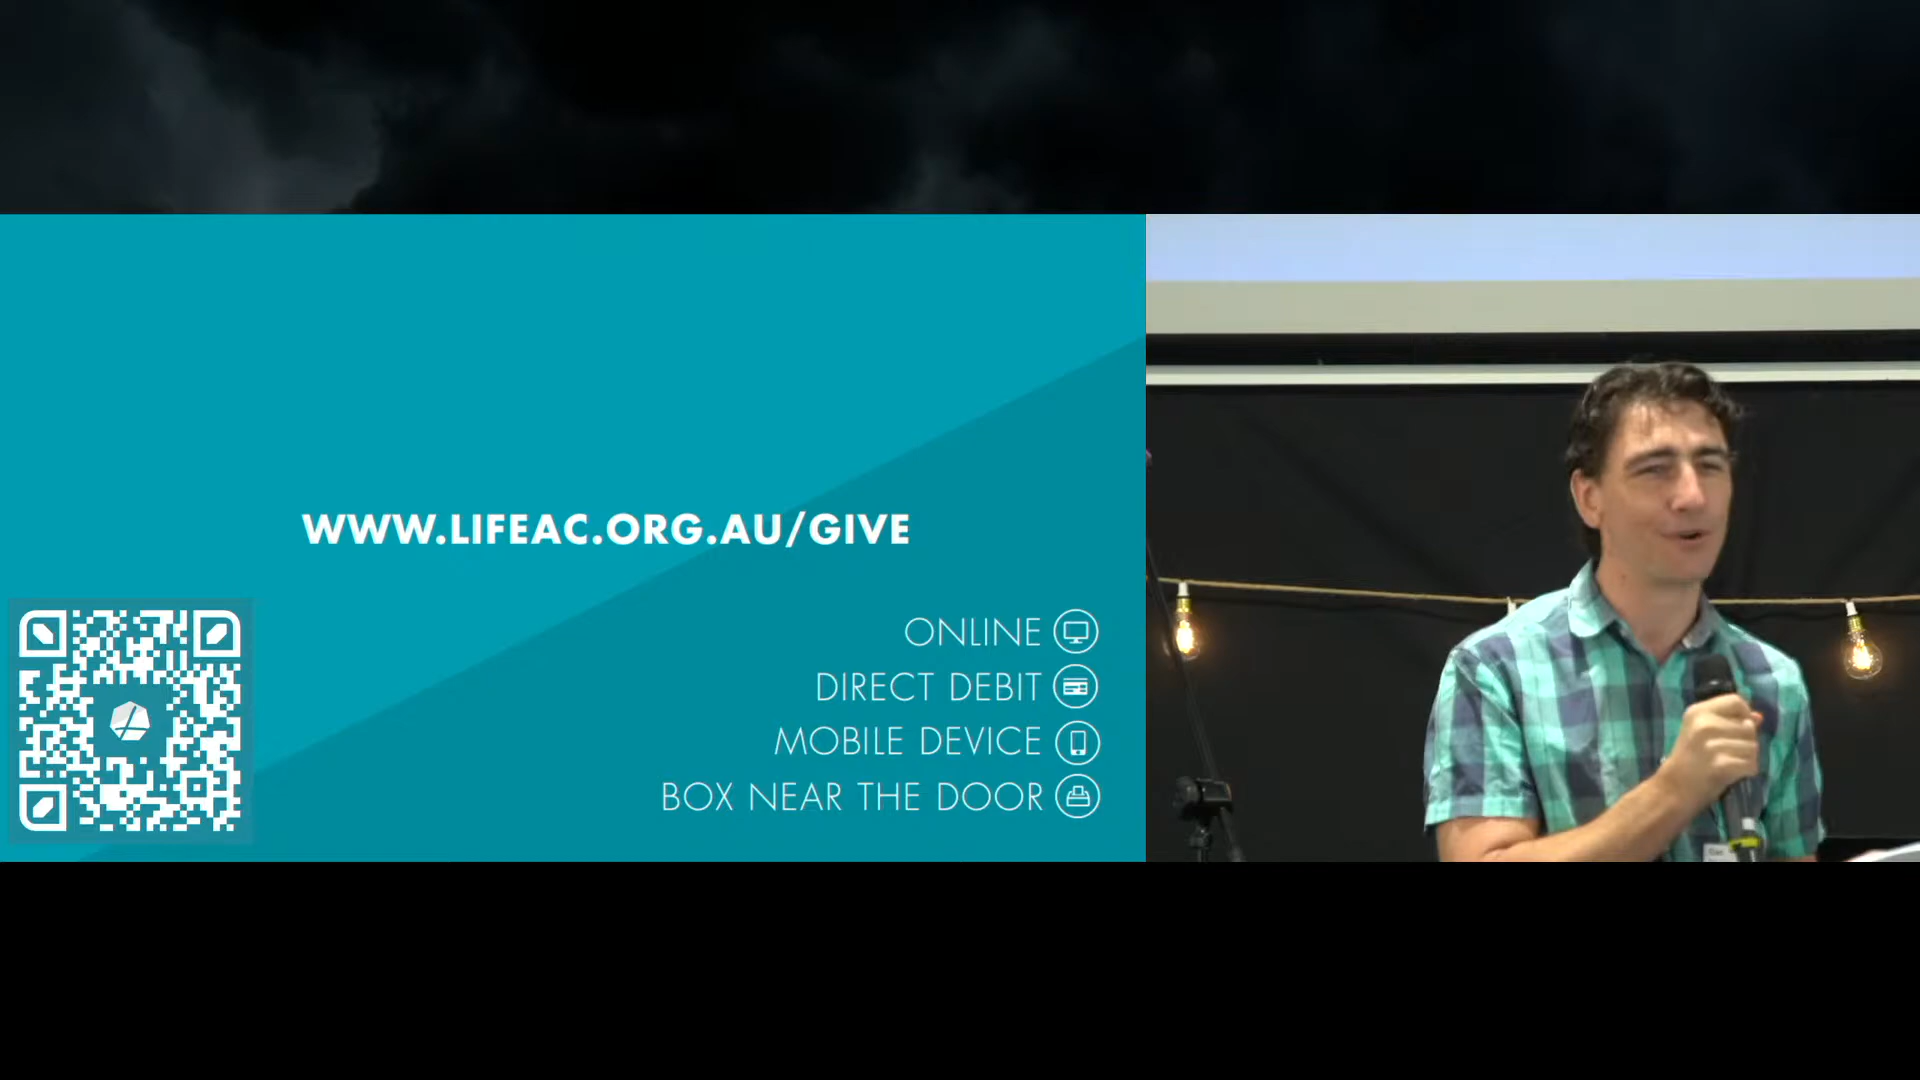 WWW.LIFEAC.ORG.AU/GIVE
ONLINE
DIRECT DEBIT
MOBILE DEVICE
BOX NEAR THE DOOR